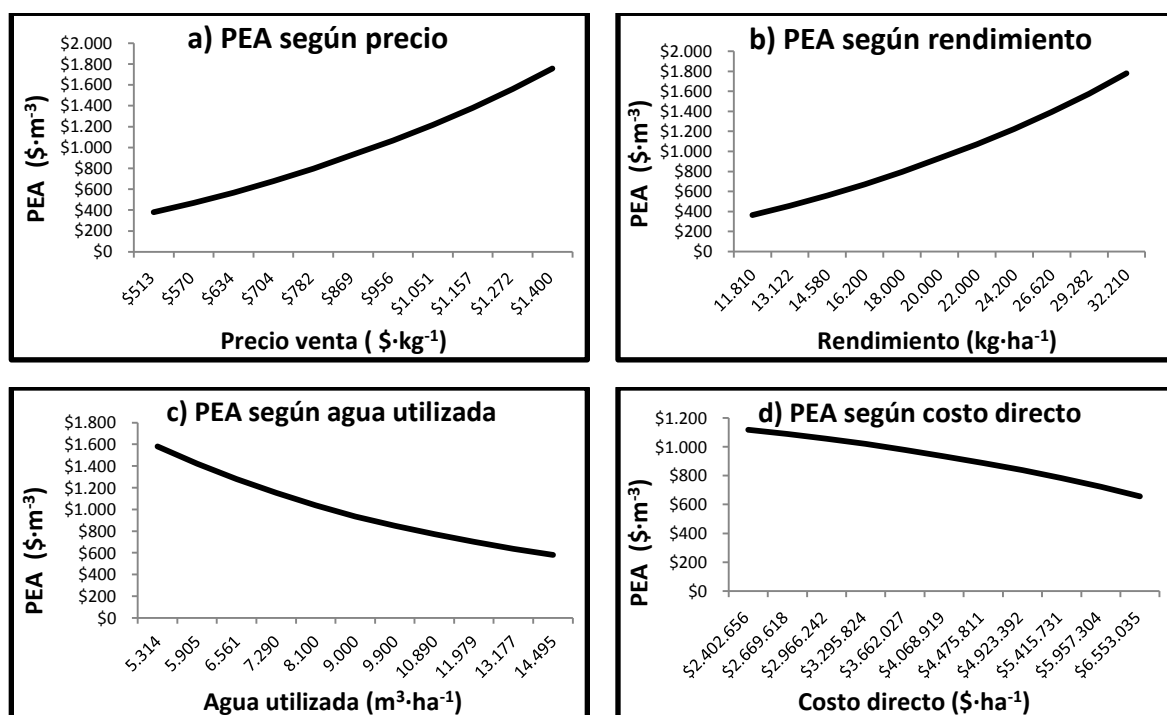 a) PEA según precio
$2.000
$1.800
$1.600
$1.400
$1.200
$1.000
$800
$600
$400
$200
$0
PEA ($·m⁻³)
$513 $570 $634 $704 $782 $869 $956 $1.051 $1.157 $1.272 $1.400
Precio venta ( $·kg⁻¹)
b) PEA según rendimiento
$2.000
$1.800
$1.600
$1.400
$1.200
$1.000
$800
$600
$400
$200
$0
PEA ($·m⁻³)
11.810 13.122 14.580 16.200 18.000 20.000 22.000 24.200 26.620 29.282 32.210
Rendimiento (kg·ha⁻¹)
c) PEA según agua utilizada
$1.800
$1.600
$1.400
$1.200
$1.000
$800
$600
$400
$200
$0
PEA ($·m⁻³)
5.314 5.905 6.561 7.290 8.100 9.000 9.900 10.890 11.979 13.177 14.495
Agua utilizada (m³·ha⁻¹)
d) PEA según costo directo
$1.200
$1.000
$800
$600
$400
$200
$0
PEA ($·m⁻³)
$2.402.656 $2.669.618 $2.966.242 $3.295.824 $3.662.027 $4.068.919 $4.475.811 $4.923.392 $5.415.731 $5.957.304 $6.553.035
Costo directo ($·ha⁻¹)